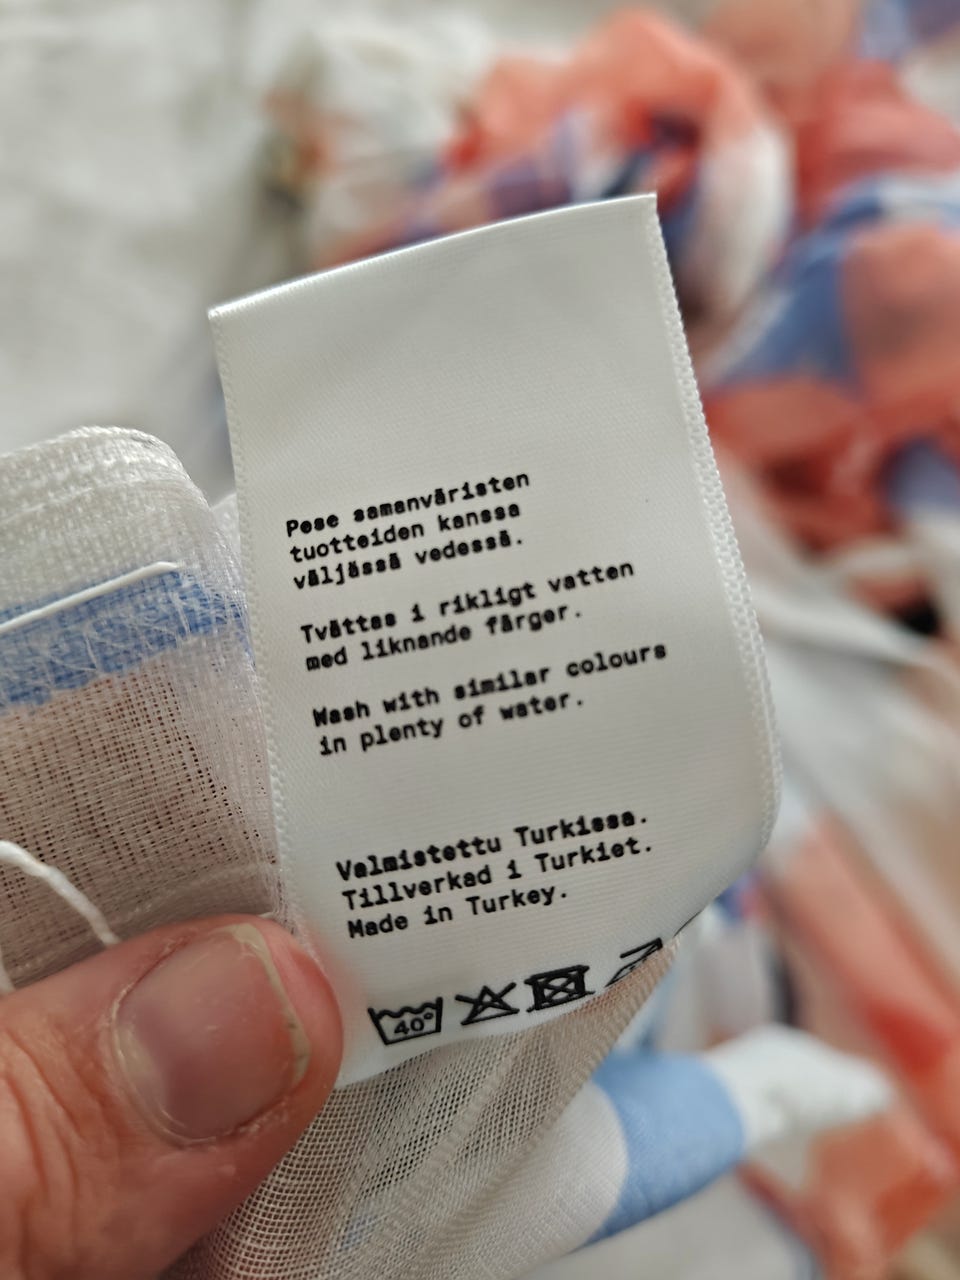 Pese samanväristen
tuotteiden kanssa
väljässä vedessä.
Tvättas i rikligt vatten
med liknande färger.
Wash with similar colours
in plenty of water.
Valmistettu Turkissa.
Tillverkad i Turkiet.
Made in Turkey.
40°